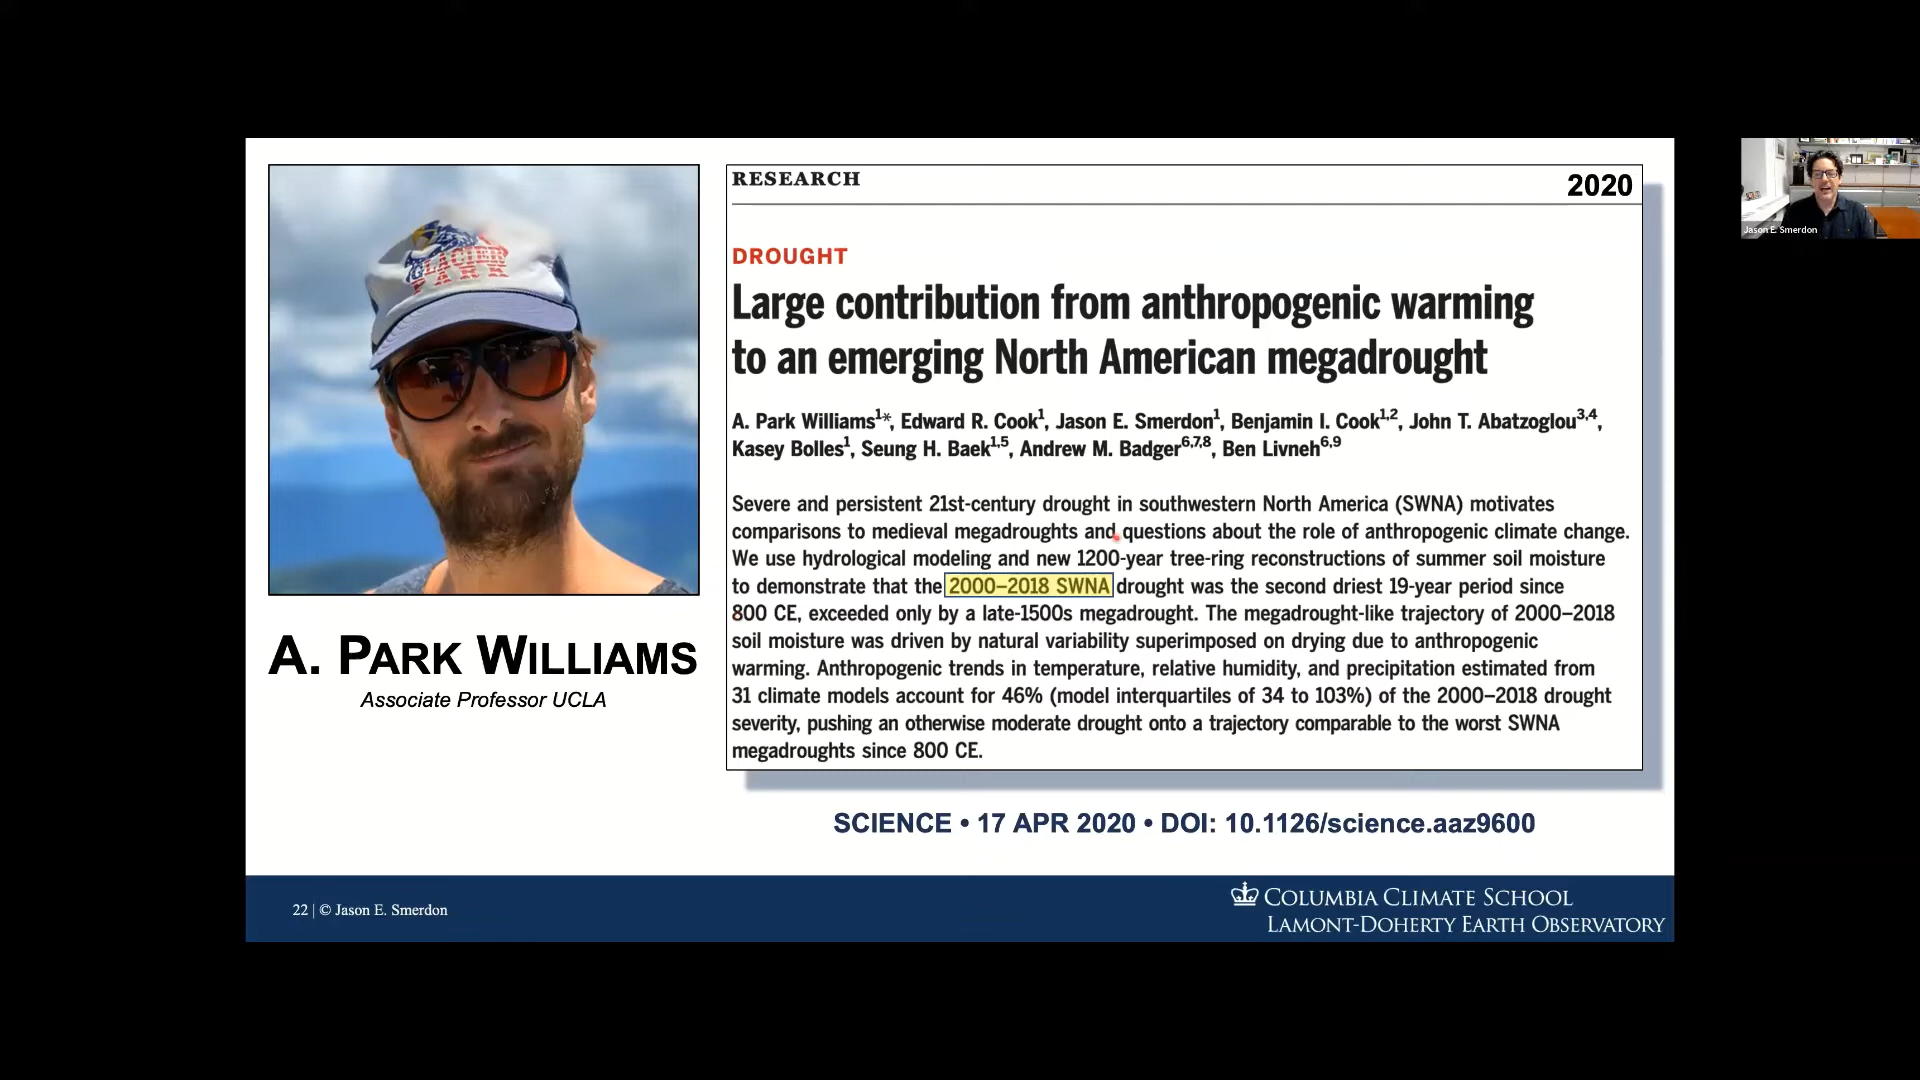 GLACIER
PARK
A. PARK WILLIAMS
Associate Professor UCLA
RESEARCH
2020
DROUGHT
Large contribution from anthropogenic warming
to an emerging North American megadrought
A. Park Williams1*, Edward R. Cook1, Jason E. Smerdon1, Benjamin I. Cook1,2, John T. Abatzoglou3,4,
Kasey Bolles1, Seung H. Baek1,5, Andrew M. Badger6,7,8, Ben Livneh6,9
Severe and persistent 21st-century drought in southwestern North America (SWNA) motivates
comparisons to medieval megadroughts and questions about the role of anthropogenic climate change.
We use hydrological modeling and new 1200-year tree-ring reconstructions of summer soil moisture
to demonstrate that the 2000–2018 SWNA drought was the second driest 19-year period since
800 CE, exceeded only by a late-1500s megadrought. The megadrought-like trajectory of 2000–2018
soil moisture was driven by natural variability superimposed on drying due to anthropogenic
warming. Anthropogenic trends in temperature, relative humidity, and precipitation estimated from
31 climate models account for 46% (model interquartiles of 34 to 103%) of the 2000–2018 drought
severity, pushing an otherwise moderate drought onto a trajectory comparable to the worst SWNA
megadroughts since 800 CE.
SCIENCE • 17 APR 2020 • DOI: 10.1126/science.aaz9600
22 | © Jason E. Smerdon
COLUMBIA CLIMATE SCHOOL
LAMONT-DOHERTY EARTH OBSERVATORY
Jason E. Smerdon